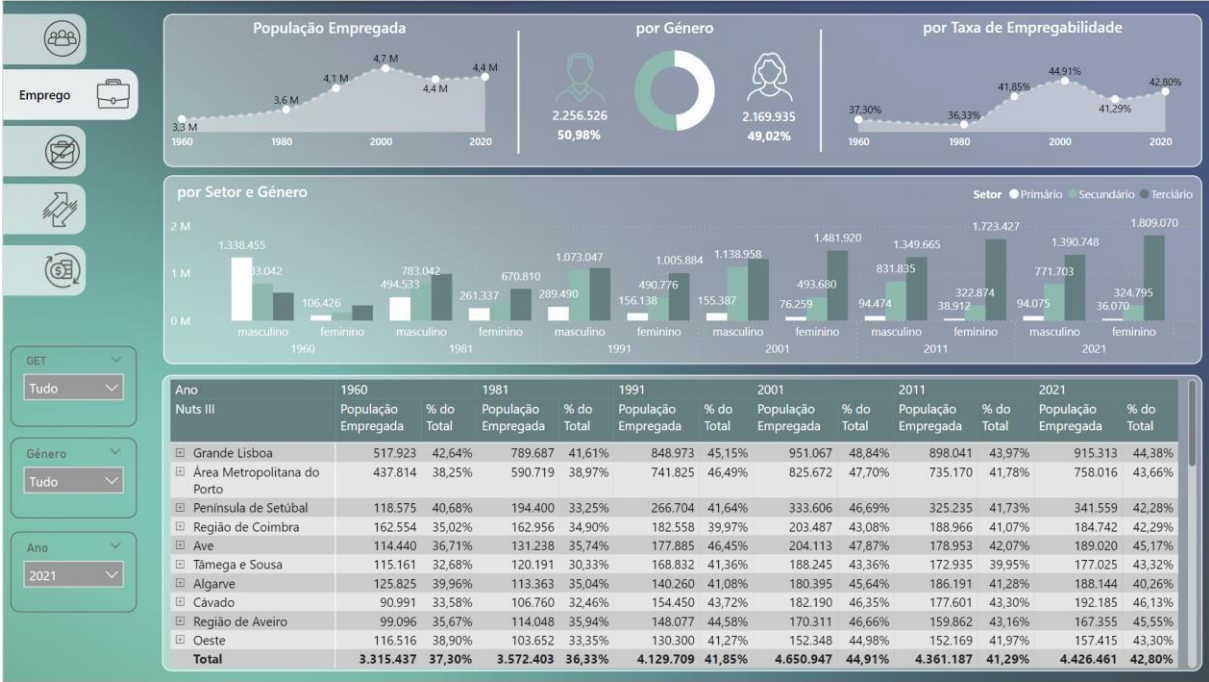 Emprego
População Empregada
3,3 M
3,6 M
4,1 M
4,7 M
4,4 M
4,4 M
1960 1980 2000 2020
por Género
2.256.526
50,98%
2.169.935
49,02%
por Taxa de Empregabilidade
37,30%
36,33%
41,85%
44,91%
41,29%
42,80%
1960 1980 2000 2020
por Setor e Género
Setor Primário Secundário Terciário
2 M
1 M
0 M
1.338.455
33.042
106.426
494.533
783.042
261.337
670.810
289.490
1.073.047
156.138
490.776
1.005.884
155.387
1.138.958
76.259
493.680
1.481.920
94.474
831.835
1.349.665
38.912
322.874
1.723.427
94.075
771.703
1.390.748
36.070
324.795
1.809.070
masculino feminino masculino feminino masculino feminino masculino feminino masculino feminino masculino feminino
1960 1981 1991 2001 2011 2021
GET
Tudo
Género
Tudo
Ano
2021
Ano 1960 1981 1991 2001 2011 2021
Nuts III População Empregada % do Total População Empregada % do Total População Empregada % do Total População Empregada % do Total População Empregada % do Total População Empregada % do Total
Grande Lisboa 517.923 42,64% 789.687 41,61% 848.973 45,15% 951.067 48,84% 898.041 43,97% 915.313 44,38%
Área Metropolitana do Porto 437.814 38,25% 590.719 38,97% 741.825 46,49% 825.672 47,70% 735.170 41,78% 758.016 43,66%
Península de Setúbal 118.575 40,68% 194.400 33,25% 266.704 41,64% 333.606 46,69% 325.235 41,73% 341.559 42,28%
Região de Coimbra 162.554 35,02% 162.956 34,90% 182.558 39,97% 203.487 43,08% 188.966 41,07% 184.742 42,29%
Ave 114.440 36,71% 131.238 35,74% 177.885 46,45% 204.113 47,87% 178.953 42,07% 189.020 45,17%
Tâmega e Sousa 115.161 32,68% 120.191 30,33% 168.832 41,36% 188.245 43,36% 172.935 39,95% 177.025 43,32%
Algarve 125.825 39,96% 113.363 35,04% 140.260 41,08% 180.395 45,64% 186.191 41,28% 188.144 40,26%
Cávado 90.991 33,58% 106.760 32,46% 154.450 43,72% 182.190 46,35% 177.601 43,30% 192.185 46,13%
Região de Aveiro 99.096 35,67% 114.048 35,94% 148.077 44,58% 170.311 46,66% 159.862 43,16% 167.355 45,55%
Oeste 116.516 38,90% 103.652 33,35% 130.300 41,27% 152.348 44,98% 152.169 41,97% 157.415 43,30%
Total 3.315.437 37,30% 3.572.403 36,33% 4.129.709 41,85% 4.650.947 44,91% 4.361.187 41,29% 4.426.461 42,80%